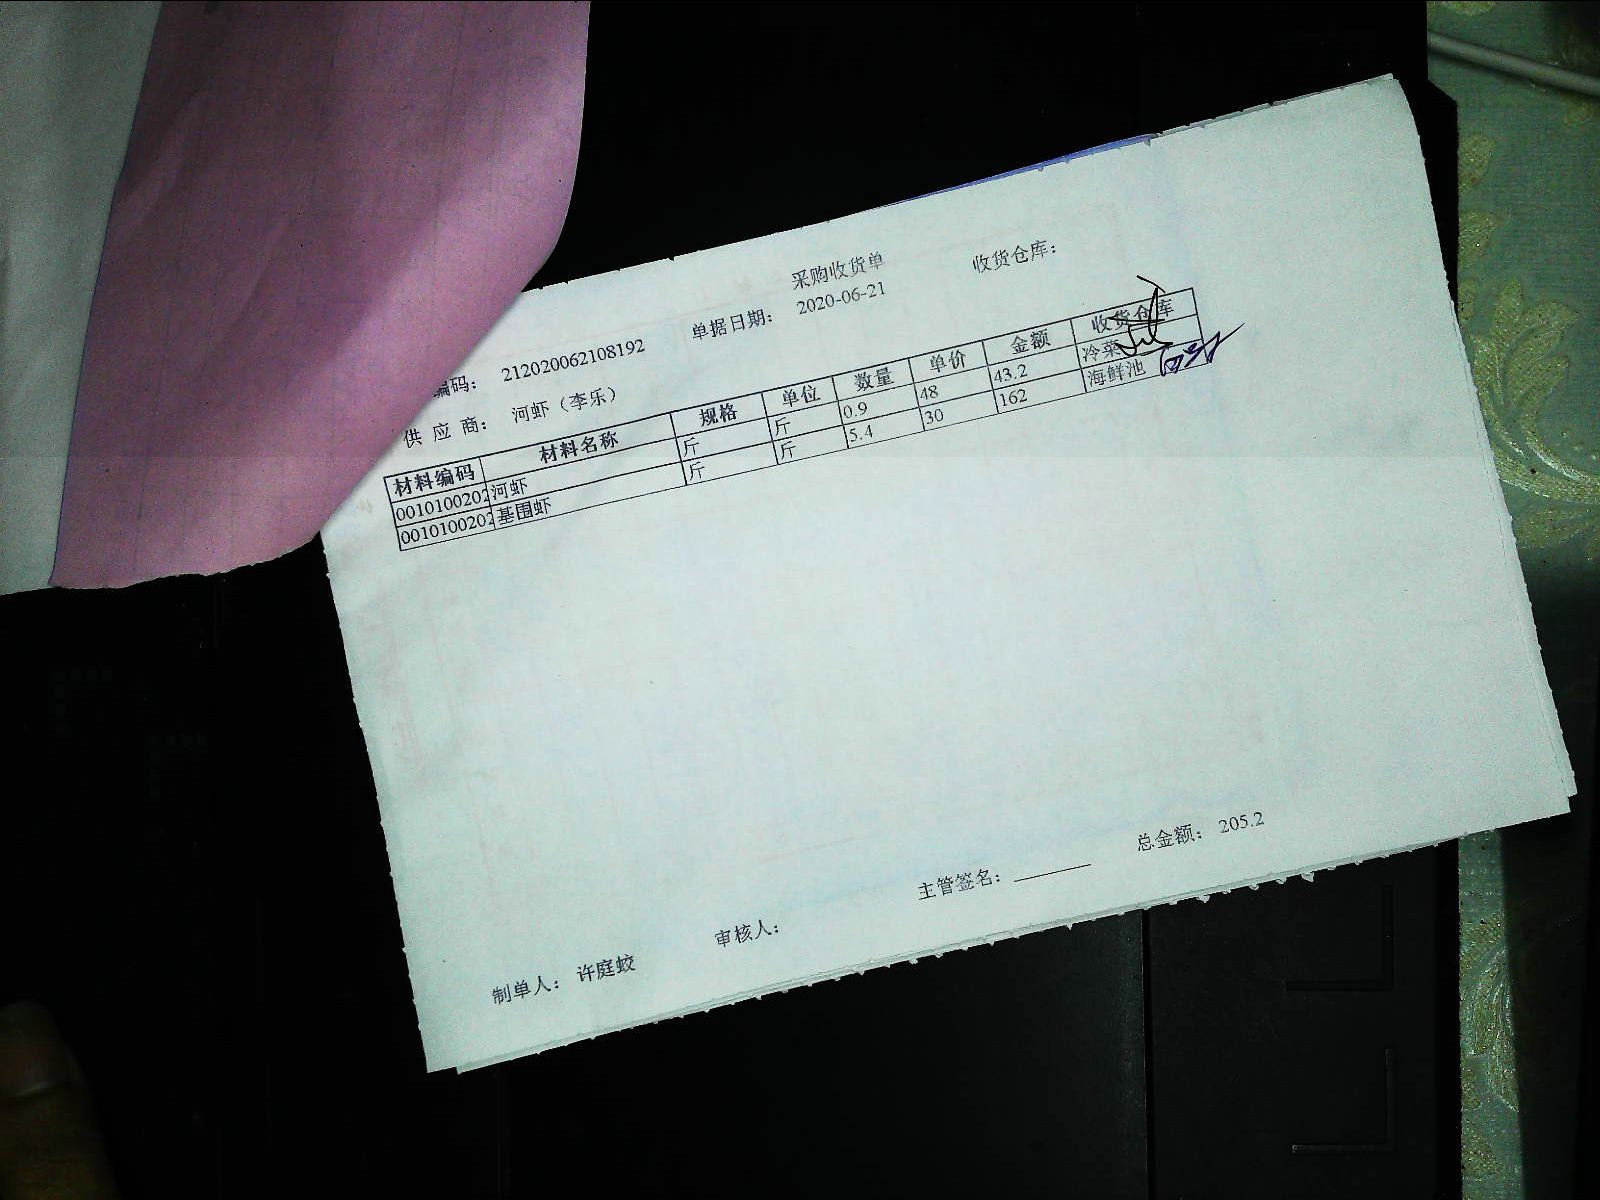 采购收货单
收货仓库：
编码： 212020062108192 单据日期： 2020-06-21
供 应 商： 河虾（李乐）
材料编码 材料名称 规格 单位 数量 单价 金额 收货仓库
0010100202 河虾 斤 斤 0.9 48 43.2 冷菜
0010100202 基围虾 斤 斤 5.4 30 162 海鲜池
制单人： 许庭蛟 审核人： 主管签名： 总金额： 205.2